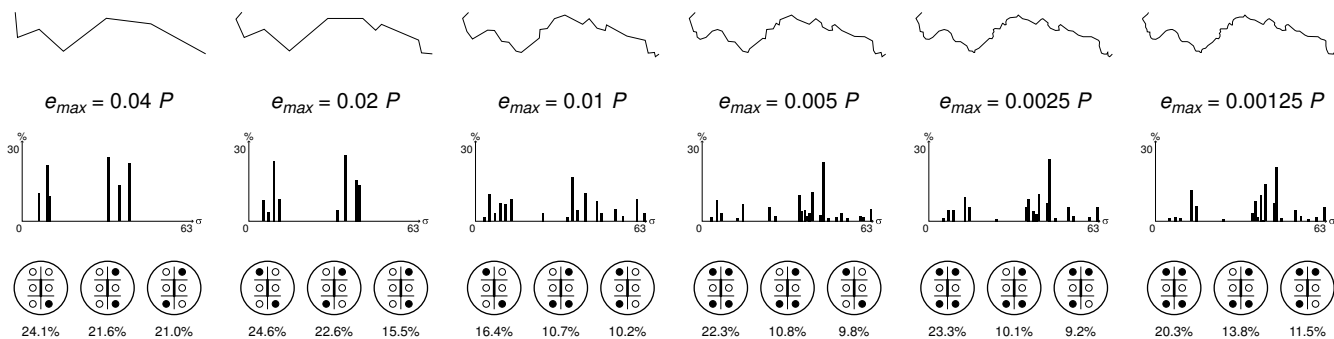 e_max = 0.04 P e_max = 0.02 P e_max = 0.01 P e_max = 0.005 P e_max = 0.0025 P e_max = 0.00125 P
% % % % % %
30 30 30 30 30 30
σ σ σ σ σ σ
0 63 0 63 0 63 0 63 0 63 0 63
24.1% 21.6% 21.0% 24.6% 22.6% 15.5% 16.4% 10.7% 10.2% 22.3% 10.8% 9.8% 23.3% 10.1% 9.2% 20.3% 13.8% 11.5%